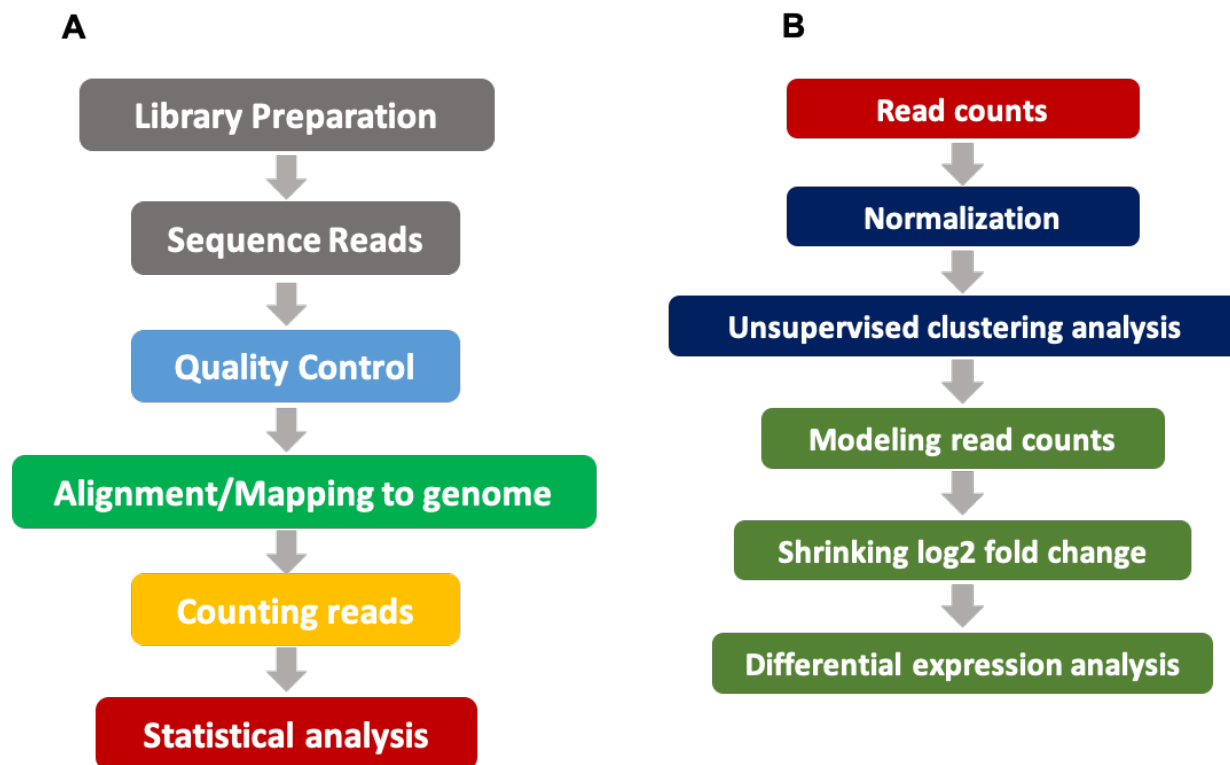 A
Library Preparation
Sequence Reads
Quality Control
Alignment/Mapping to genome
Counting reads
Statistical analysis
B
Read counts
Normalization
Unsupervised clustering analysis
Modeling read counts
Shrinking log2 fold change
Differential expression analysis